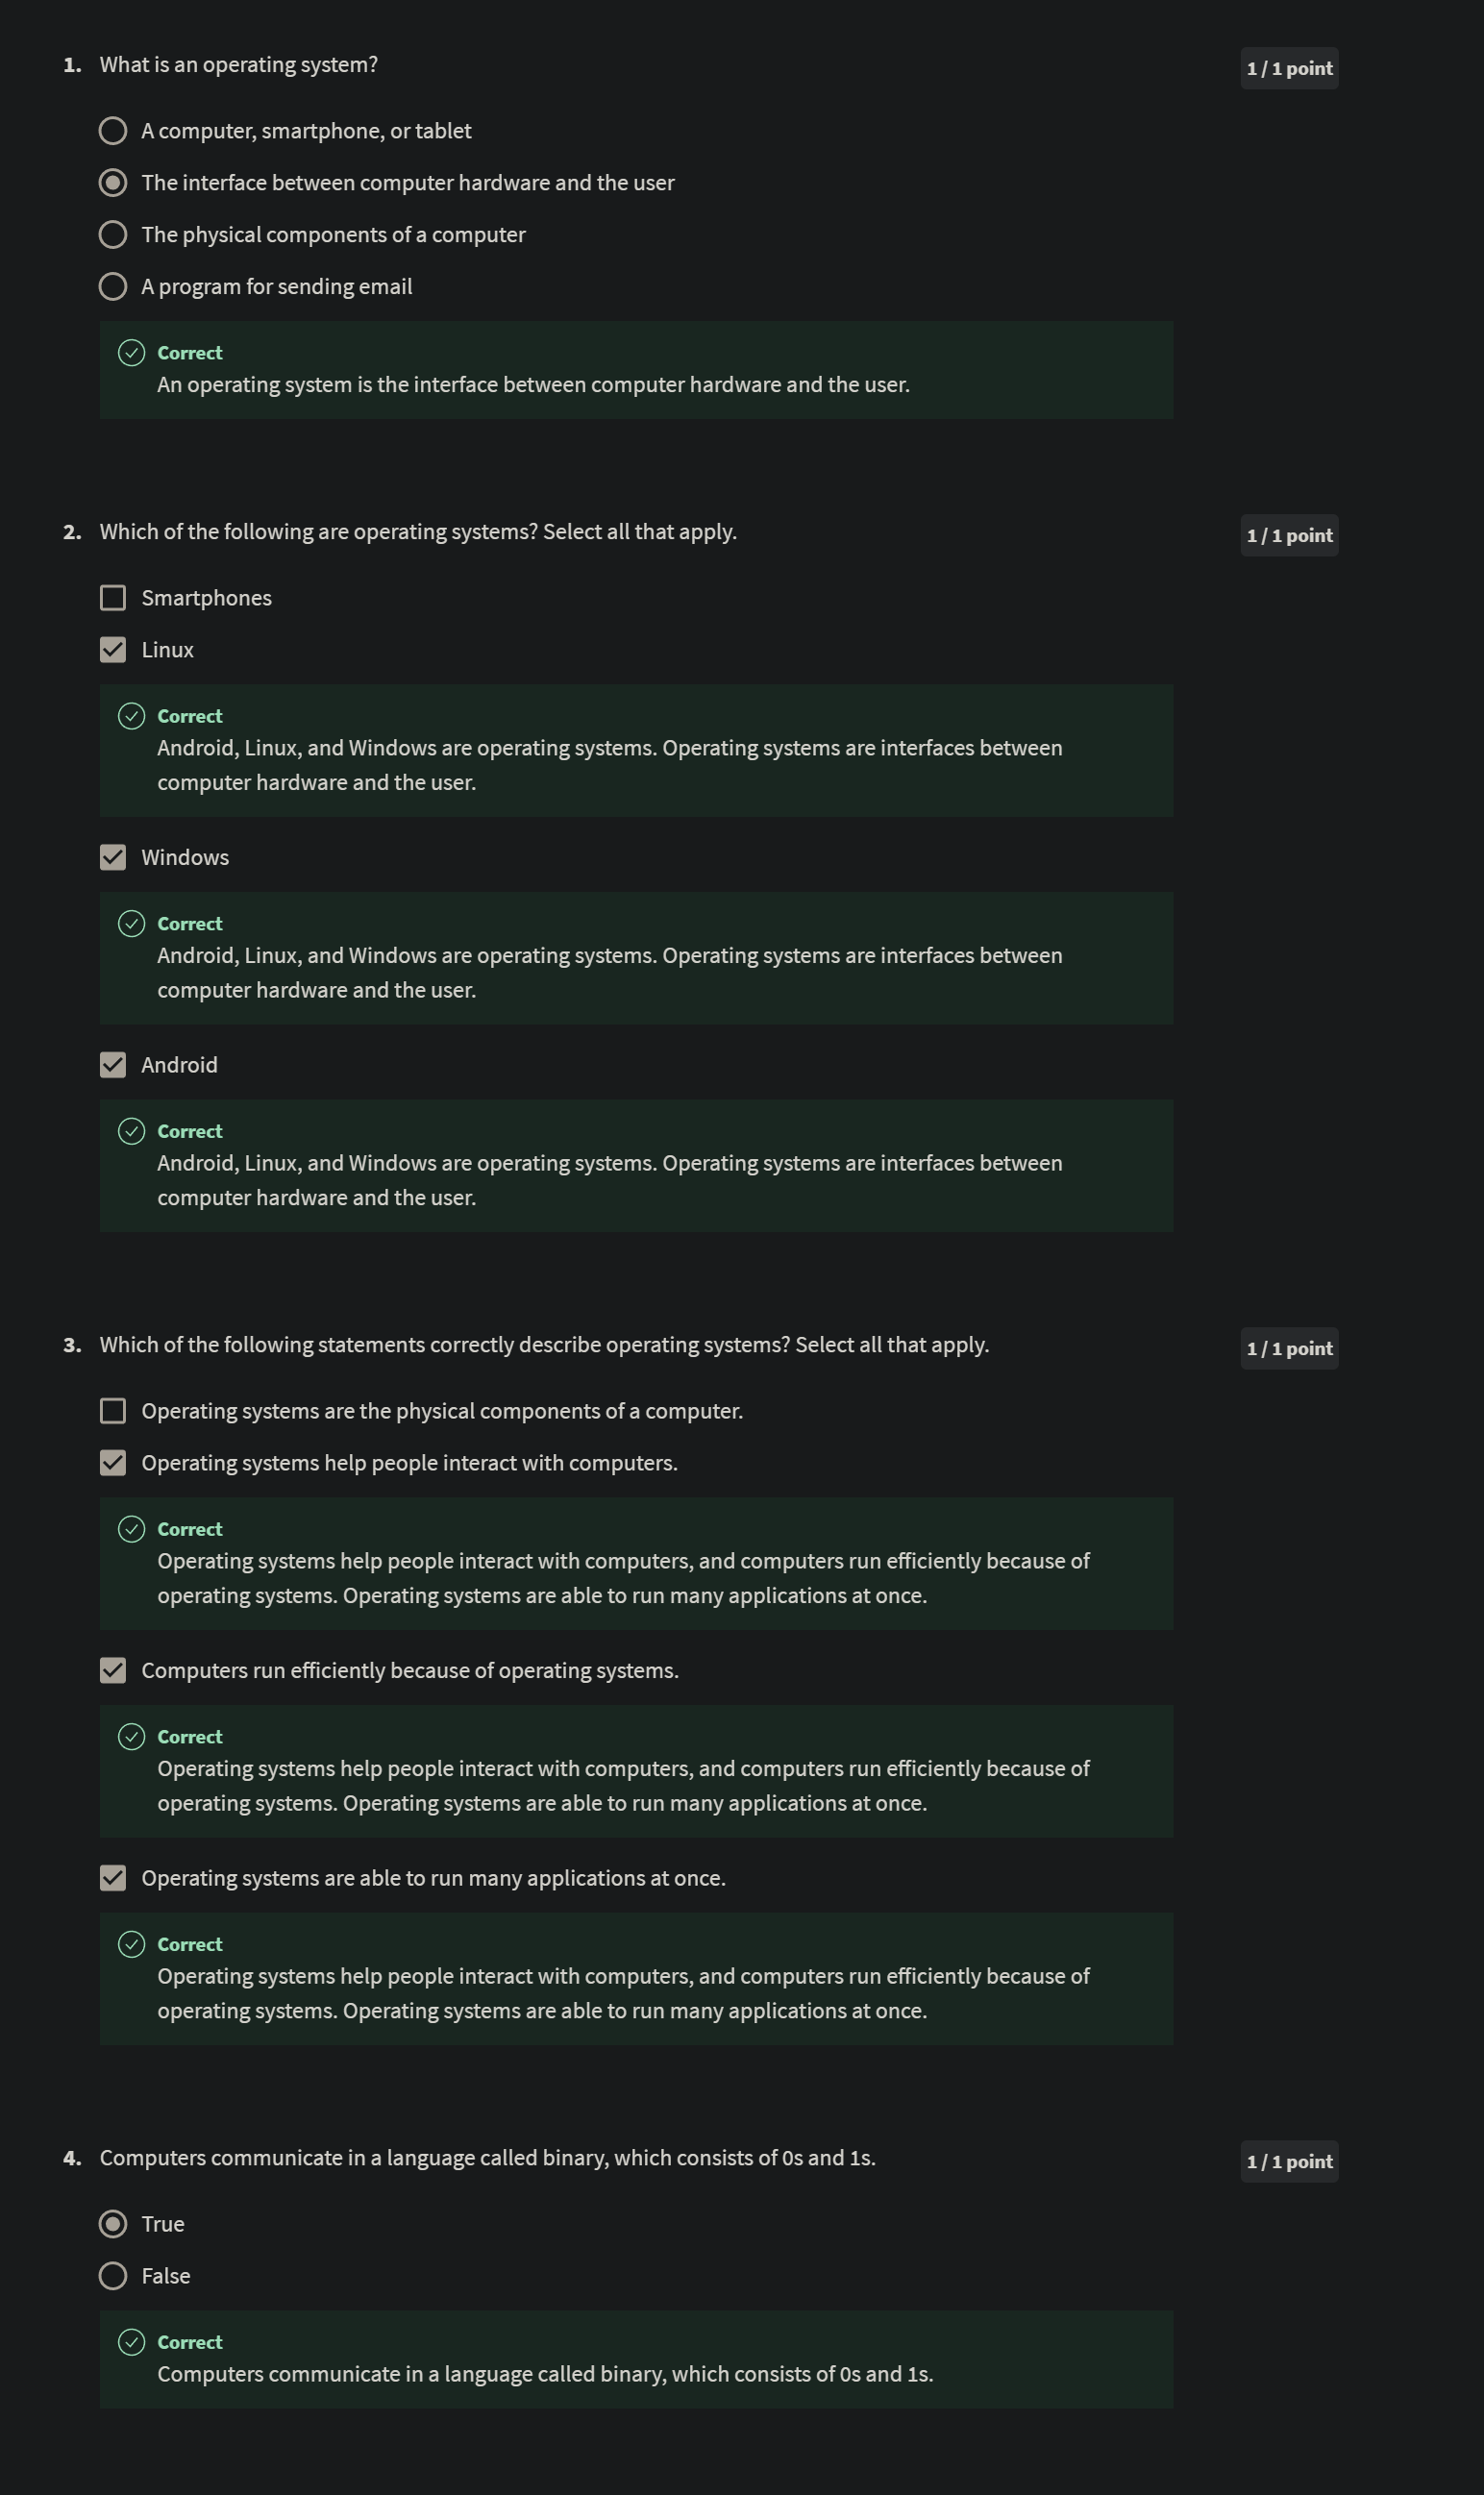 1. What is an operating system?
1 / 1 point
A computer, smartphone, or tablet
The interface between computer hardware and the user
The physical components of a computer
A program for sending email
Correct
An operating system is the interface between computer hardware and the user.
2. Which of the following are operating systems? Select all that apply.
1 / 1 point
Smartphones
Linux
Correct
Android, Linux, and Windows are operating systems. Operating systems are interfaces between
computer hardware and the user.
Windows
Correct
Android, Linux, and Windows are operating systems. Operating systems are interfaces between
computer hardware and the user.
Android
Correct
Android, Linux, and Windows are operating systems. Operating systems are interfaces between
computer hardware and the user.
3. Which of the following statements correctly describe operating systems? Select all that apply.
1 / 1 point
Operating systems are the physical components of a computer.
Operating systems help people interact with computers.
Correct
Operating systems help people interact with computers, and computers run efficiently because of
operating systems. Operating systems are able to run many applications at once.
Computers run efficiently because of operating systems.
Correct
Operating systems help people interact with computers, and computers run efficiently because of
operating systems. Operating systems are able to run many applications at once.
Operating systems are able to run many applications at once.
Correct
Operating systems help people interact with computers, and computers run efficiently because of
operating systems. Operating systems are able to run many applications at once.
4. Computers communicate in a language called binary, which consists of 0s and 1s.
1 / 1 point
True
False
Correct
Computers communicate in a language called binary, which consists of 0s and 1s.